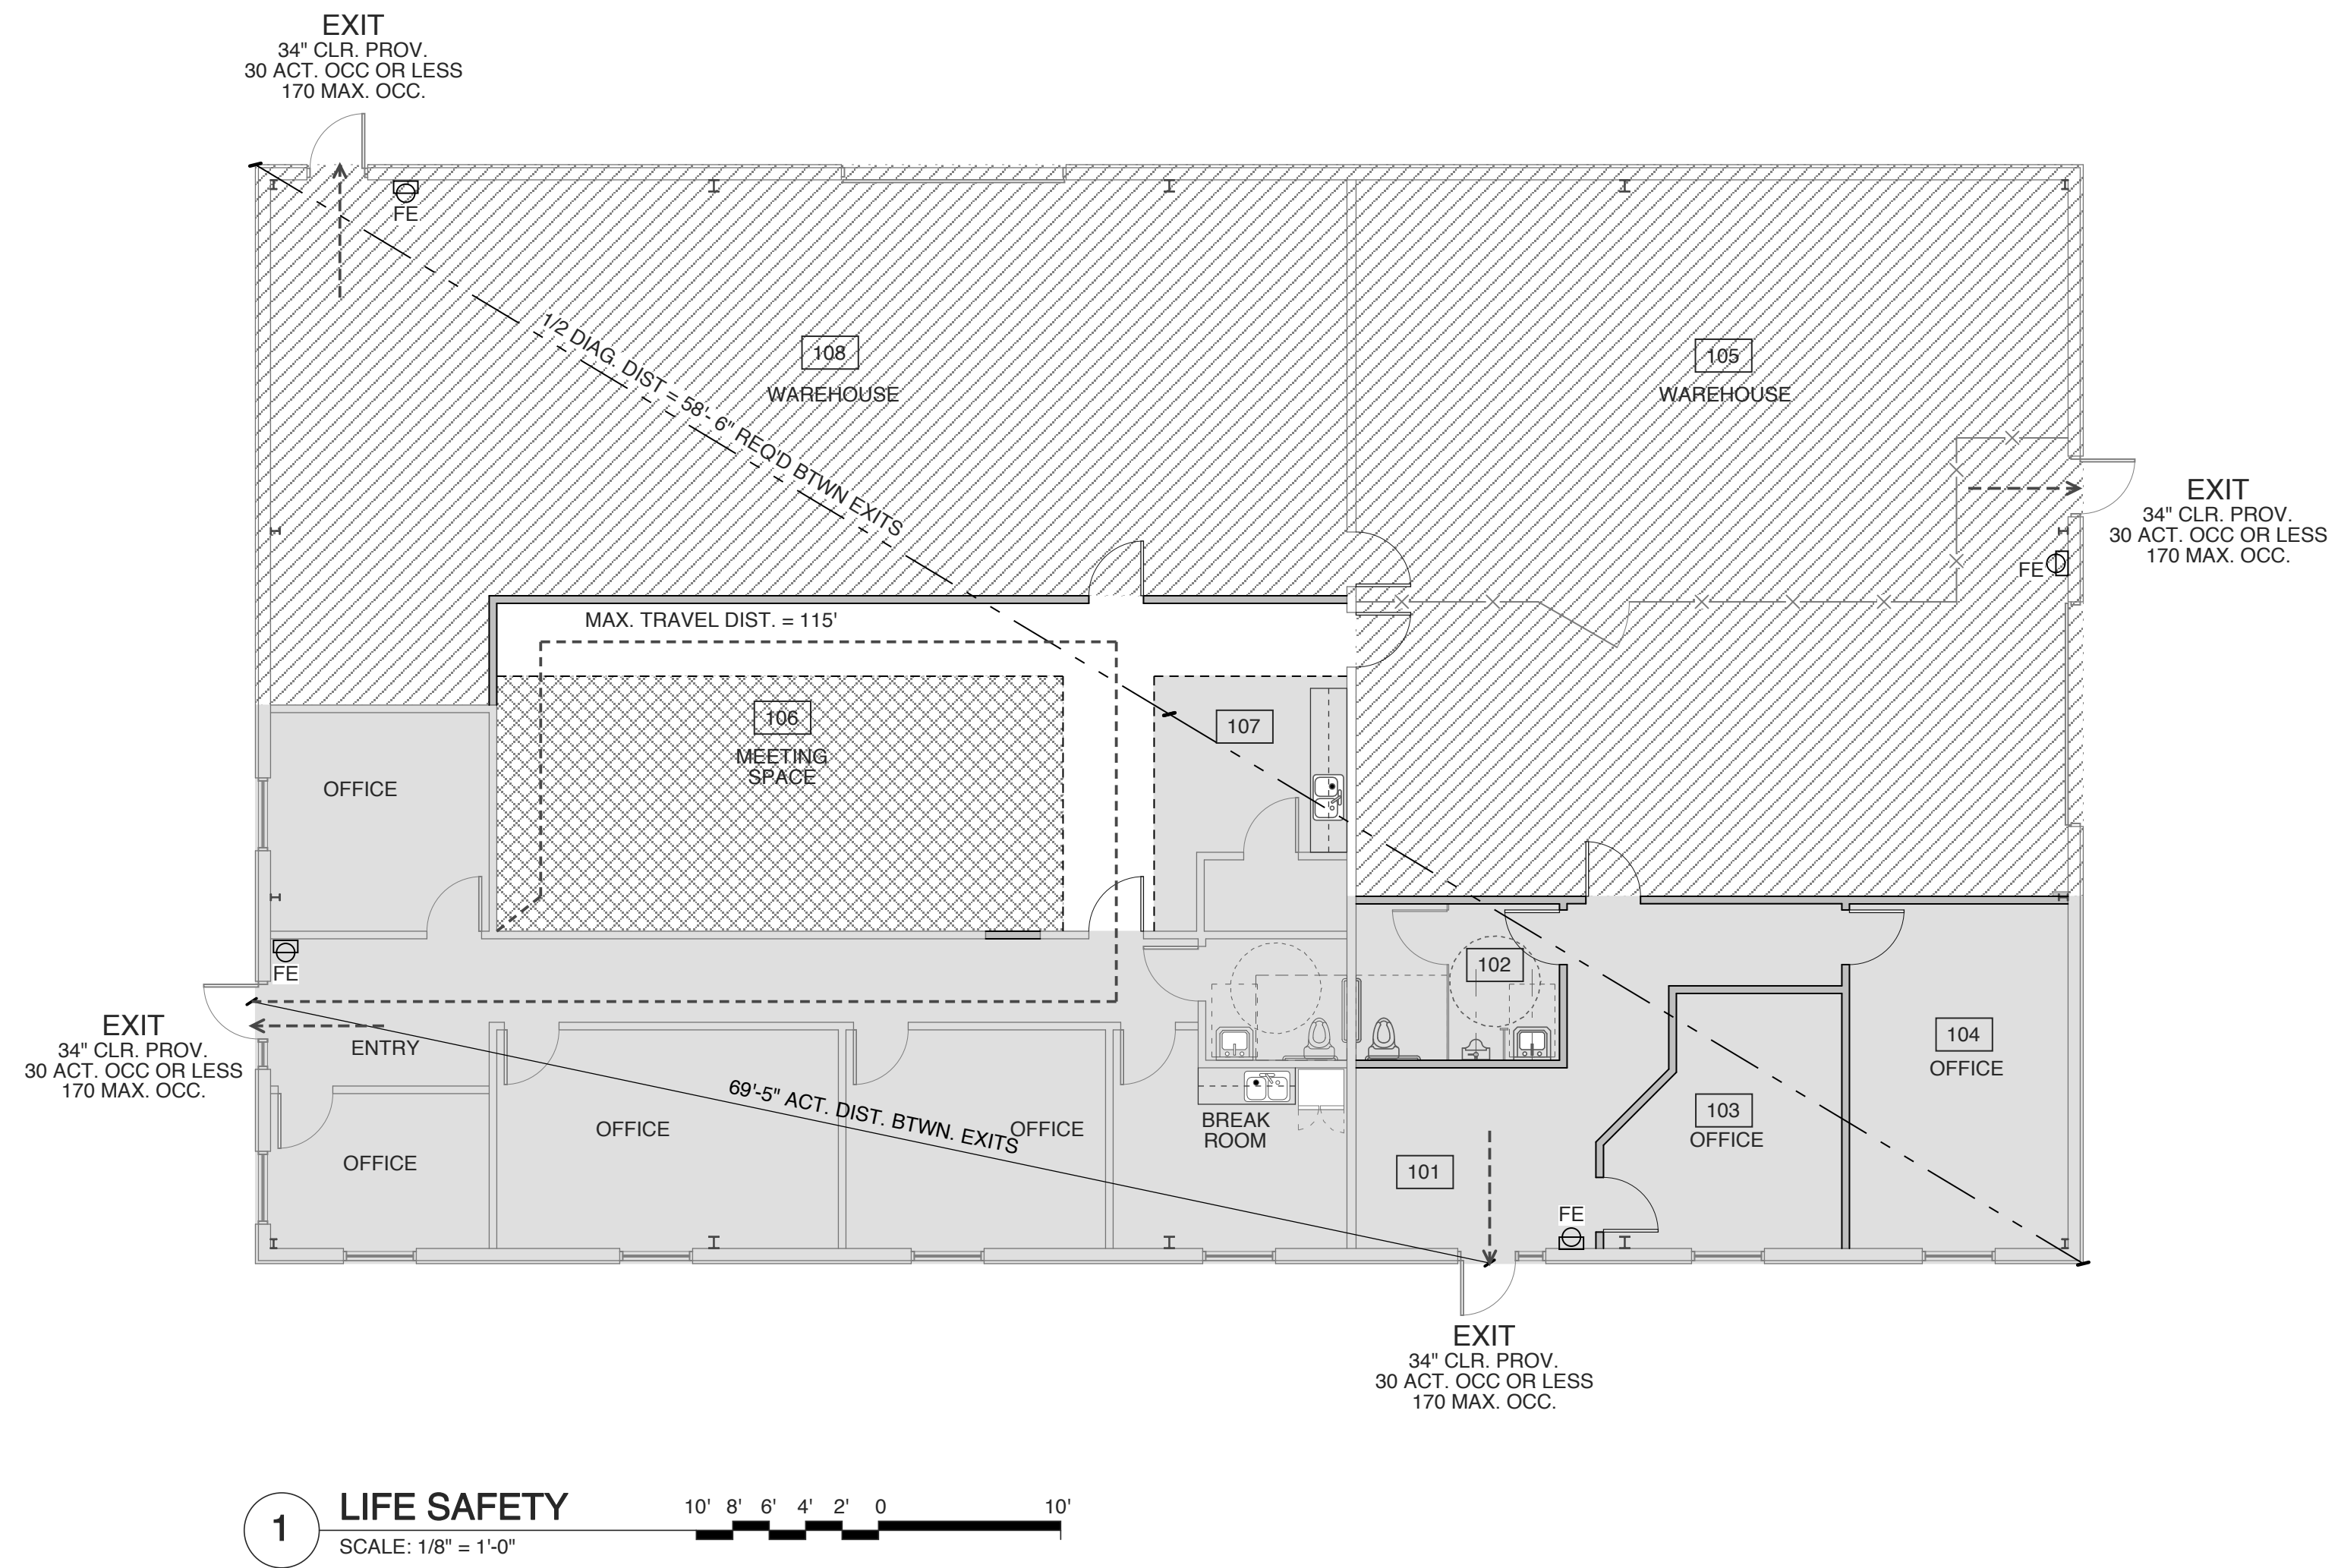 EXIT
34" CLR. PROV.
30 ACT. OCC OR LESS
170 MAX. OCC.
FE
1/2 DIAG. DIST = 58'- 6" REQ'D BTWN EXITS
108
WAREHOUSE
105
WAREHOUSE
EXIT
34" CLR. PROV.
30 ACT. OCC OR LESS
170 MAX. OCC.
FE
MAX. TRAVEL DIST. = 115'
106
MEETING
SPACE
107
OFFICE
FE
102
EXIT
34" CLR. PROV.
30 ACT. OCC OR LESS
170 MAX. OCC.
ENTRY
104
OFFICE
69'-5" ACT. DIST. BTWN. EXITS
OFFICE
OFFICE
OFFICE
BREAK
ROOM
103
OFFICE
101
FE
EXIT
34" CLR. PROV.
30 ACT. OCC OR LESS
170 MAX. OCC.
1
LIFE SAFETY
SCALE: 1/8" = 1'-0"
10' 8' 6' 4' 2' 0 10'